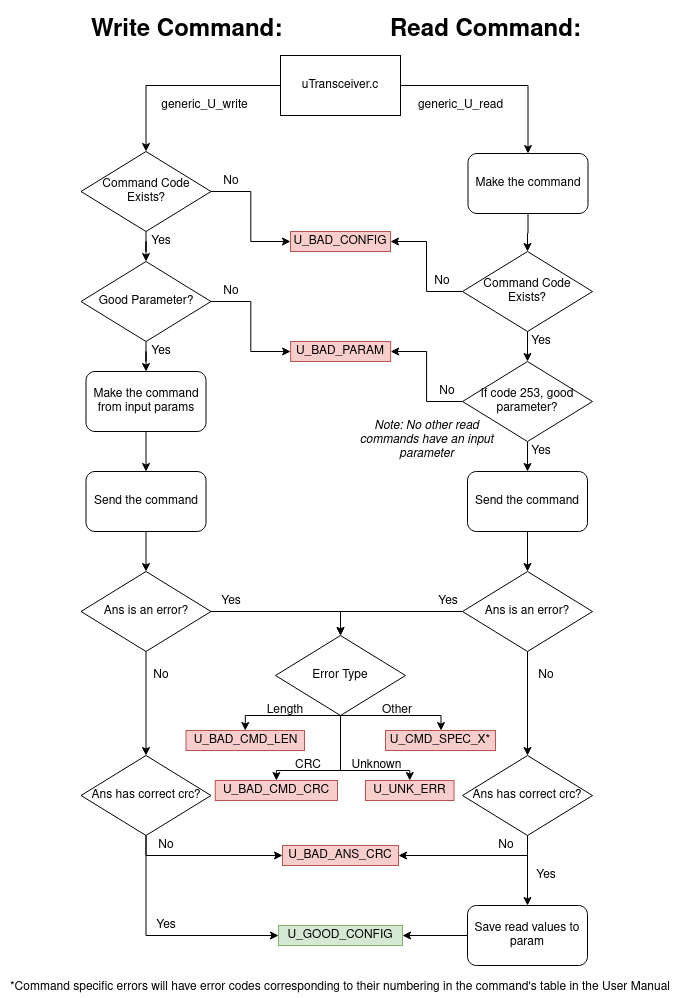 Write Command:
Read Command:
uTransceiver.c
generic_U_write
generic_U_read
Command Code
Exists?
No
Make the command
Yes
U_BAD_CONFIG
Good Parameter?
No
No
Command Code
Exists?
Yes
Yes
U_BAD_PARAM
Make the command
from input params
No
If code 253, good
parameter?
Note: No other read
commands have an input
parameter
Yes
Send the command
Send the command
Ans is an error?
Yes
Yes
Ans is an error?
No
Error Type
No
Length
Other
U_BAD_CMD_LEN
U_CMD_SPEC_X*
CRC
Unknown
U_BAD_CMD_CRC
U_UNK_ERR
Ans has correct crc?
Ans has correct crc?
No
No
U_BAD_ANS_CRC
Yes
Yes
U_GOOD_CONFIG
Save read values to
param
*Command specific errors will have error codes corresponding to their numbering in the command's table in the User Manual